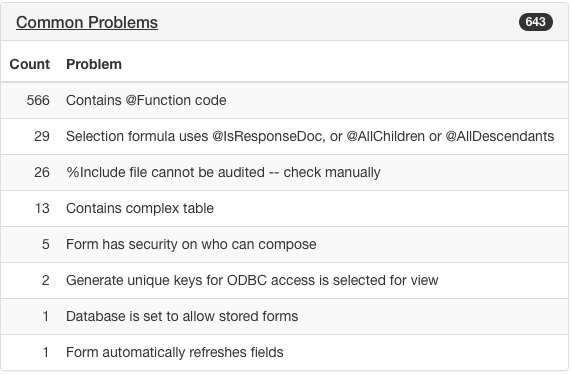 Common Problems 643
Count Problem
566 Contains @Function code
29 Selection formula uses @IsResponseDoc, or @AllChildren or @AllDescendants
26 %Include file cannot be audited -- check manually
13 Contains complex table
5 Form has security on who can compose
2 Generate unique keys for ODBC access is selected for view
1 Database is set to allow stored forms
1 Form automatically refreshes fields